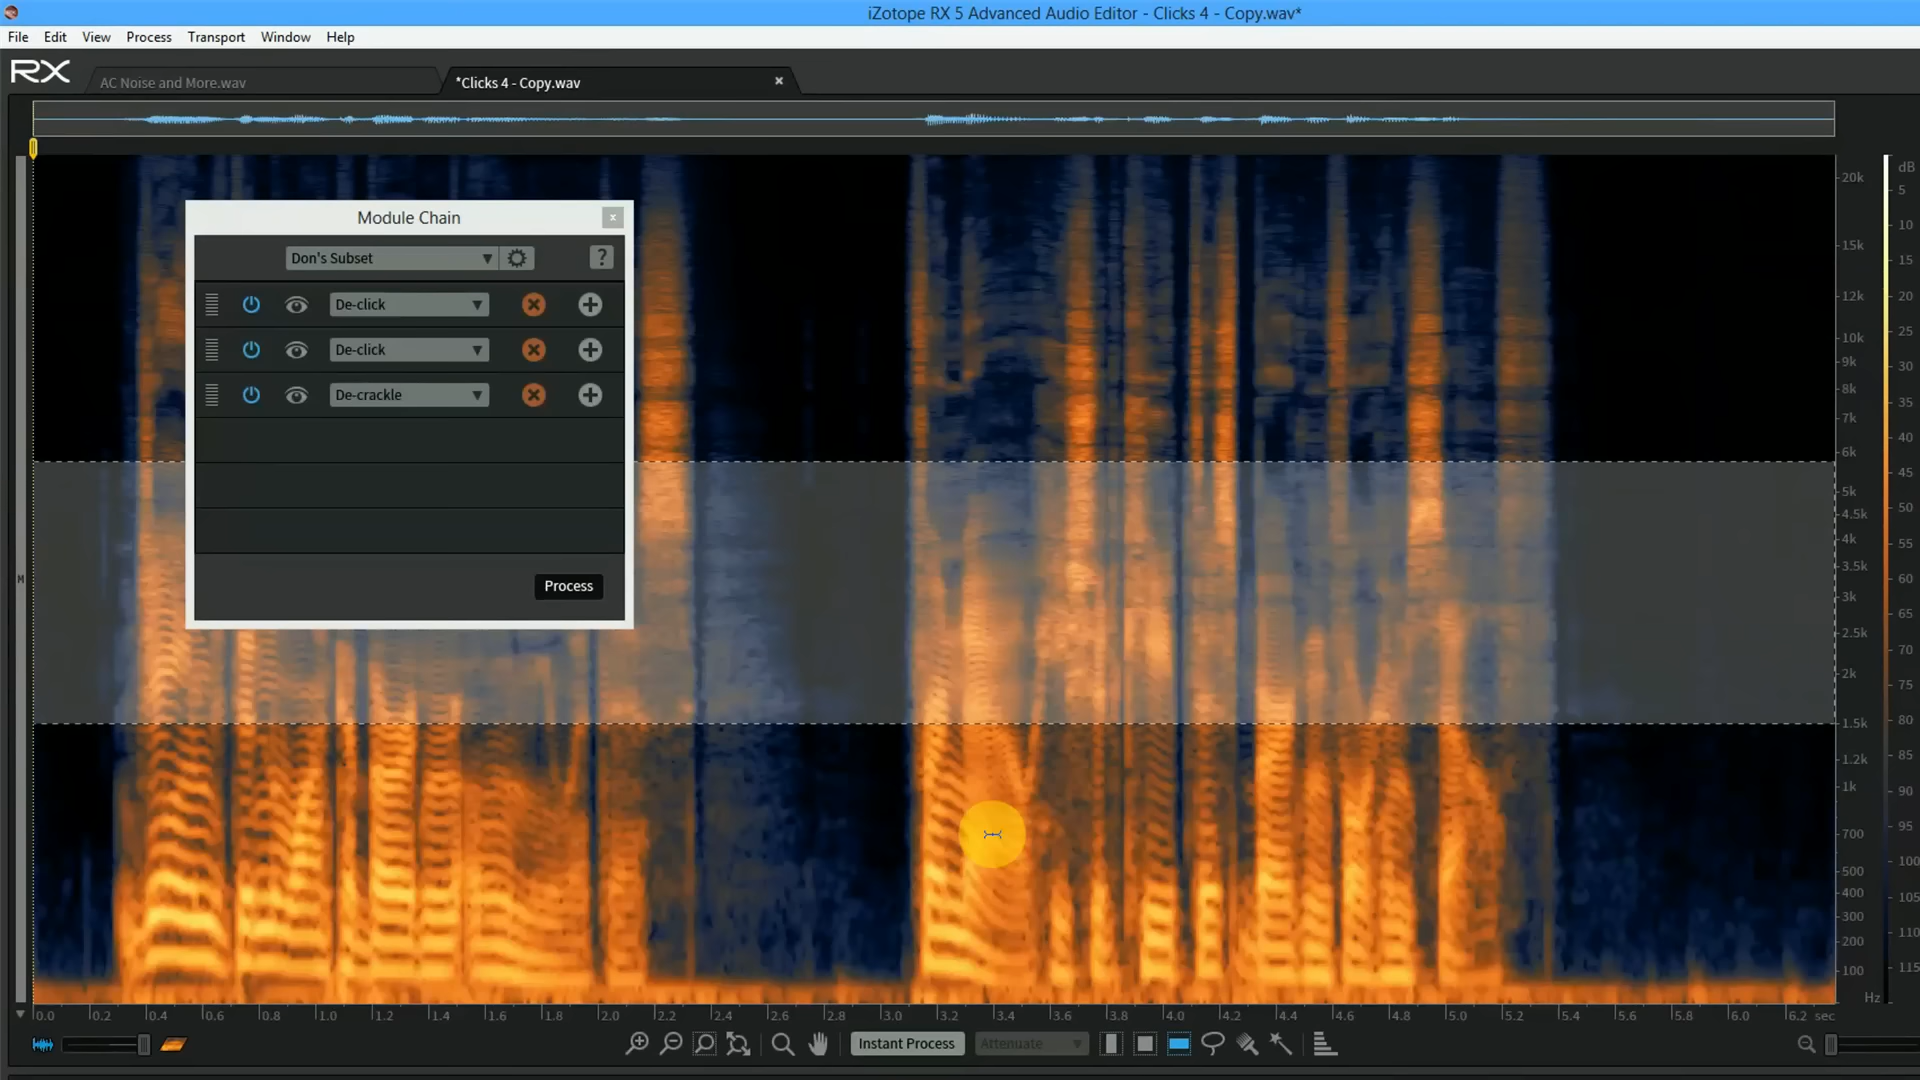 iZotope RX 5 Advanced Audio Editor - Clicks 4 - Copy.wav*
File Edit View Process Transport Window Help
RX AC Noise and More.wav *Clicks 4 - Copy.wav ×
Module Chain x
Don's Subset ?
De-click
De-click
De-crackle
Process
M
dB
5
10
15
20
25
30
35
40
45
50
55
60
65
70
75
80
85
90
95
100
105
110
115
20k
15k
12k
10k
9k
8k
7k
6k
5k
4.5k
4k
3.5k
3k
2.5k
2k
1.5k
1.2k
1k
700
500
400
300
200
100
Hz
0.0 0.2 0.4 0.6 0.8 1.0 1.2 1.4 1.6 1.8 2.0 2.2 2.4 2.6 2.8 3.0 3.2 3.4 3.6 3.8 4.0 4.2 4.4 4.6 4.8 5.0 5.2 5.4 5.6 5.8 6.0 6.2 sec
Instant Process Attenuate